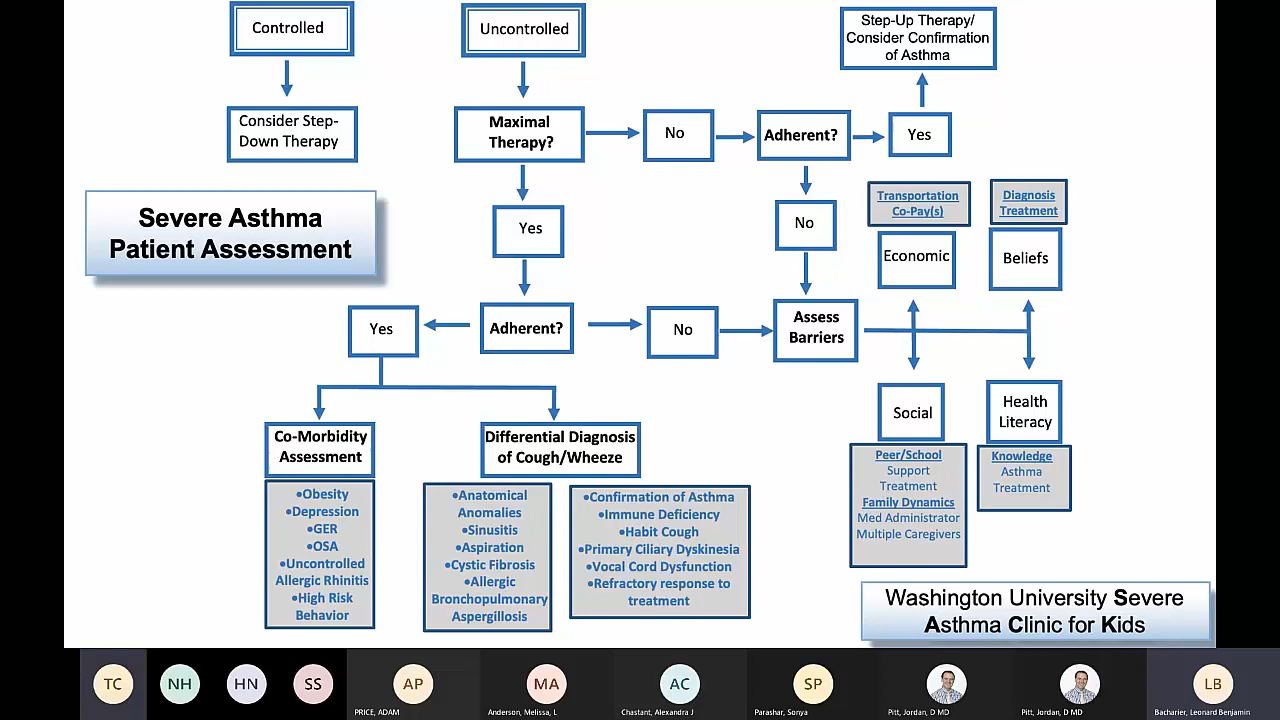 Controlled
Uncontrolled
Step-Up Therapy/
Consider Confirmation
of Asthma
Consider Step-
Down Therapy
Maximal
Therapy?
No
Adherent?
Yes
Severe Asthma
Patient Assessment
Yes
No
Transportation
Co-Pay(s)
Diagnosis
Treatment
Economic
Beliefs
Yes
Adherent?
No
Assess
Barriers
Social
Health
Literacy
Peer/School
Support
Treatment
Family Dynamics
Med Administrator
Multiple Caregivers
Knowledge
Asthma
Treatment
Co-Morbidity
Assessment
•Obesity
•Depression
•GER
•OSA
•Uncontrolled
Allergic Rhinitis
•High Risk
Behavior
Differential Diagnosis
of Cough/Wheeze
•Anatomical
Anomalies
•Sinusitis
•Aspiration
•Cystic Fibrosis
•Allergic
Bronchopulmonary
Aspergillosis
•Confirmation of Asthma
•Immune Deficiency
•Habit Cough
•Primary Ciliary Dyskinesia
•Vocal Cord Dysfunction
•Refractory response to
treatment
Washington University Severe
Asthma Clinic for Kids
TC
NH
HN
SS
AP
PRICE, ADAM
MA
Anderson, Melissa, L
AC
Chastant, Alexandra J
SP
Parashar, Sonya
Pitt, Jordan, D MD
Pitt, Jordan, D MD
LB
Bacharier, Leonard Benjamin